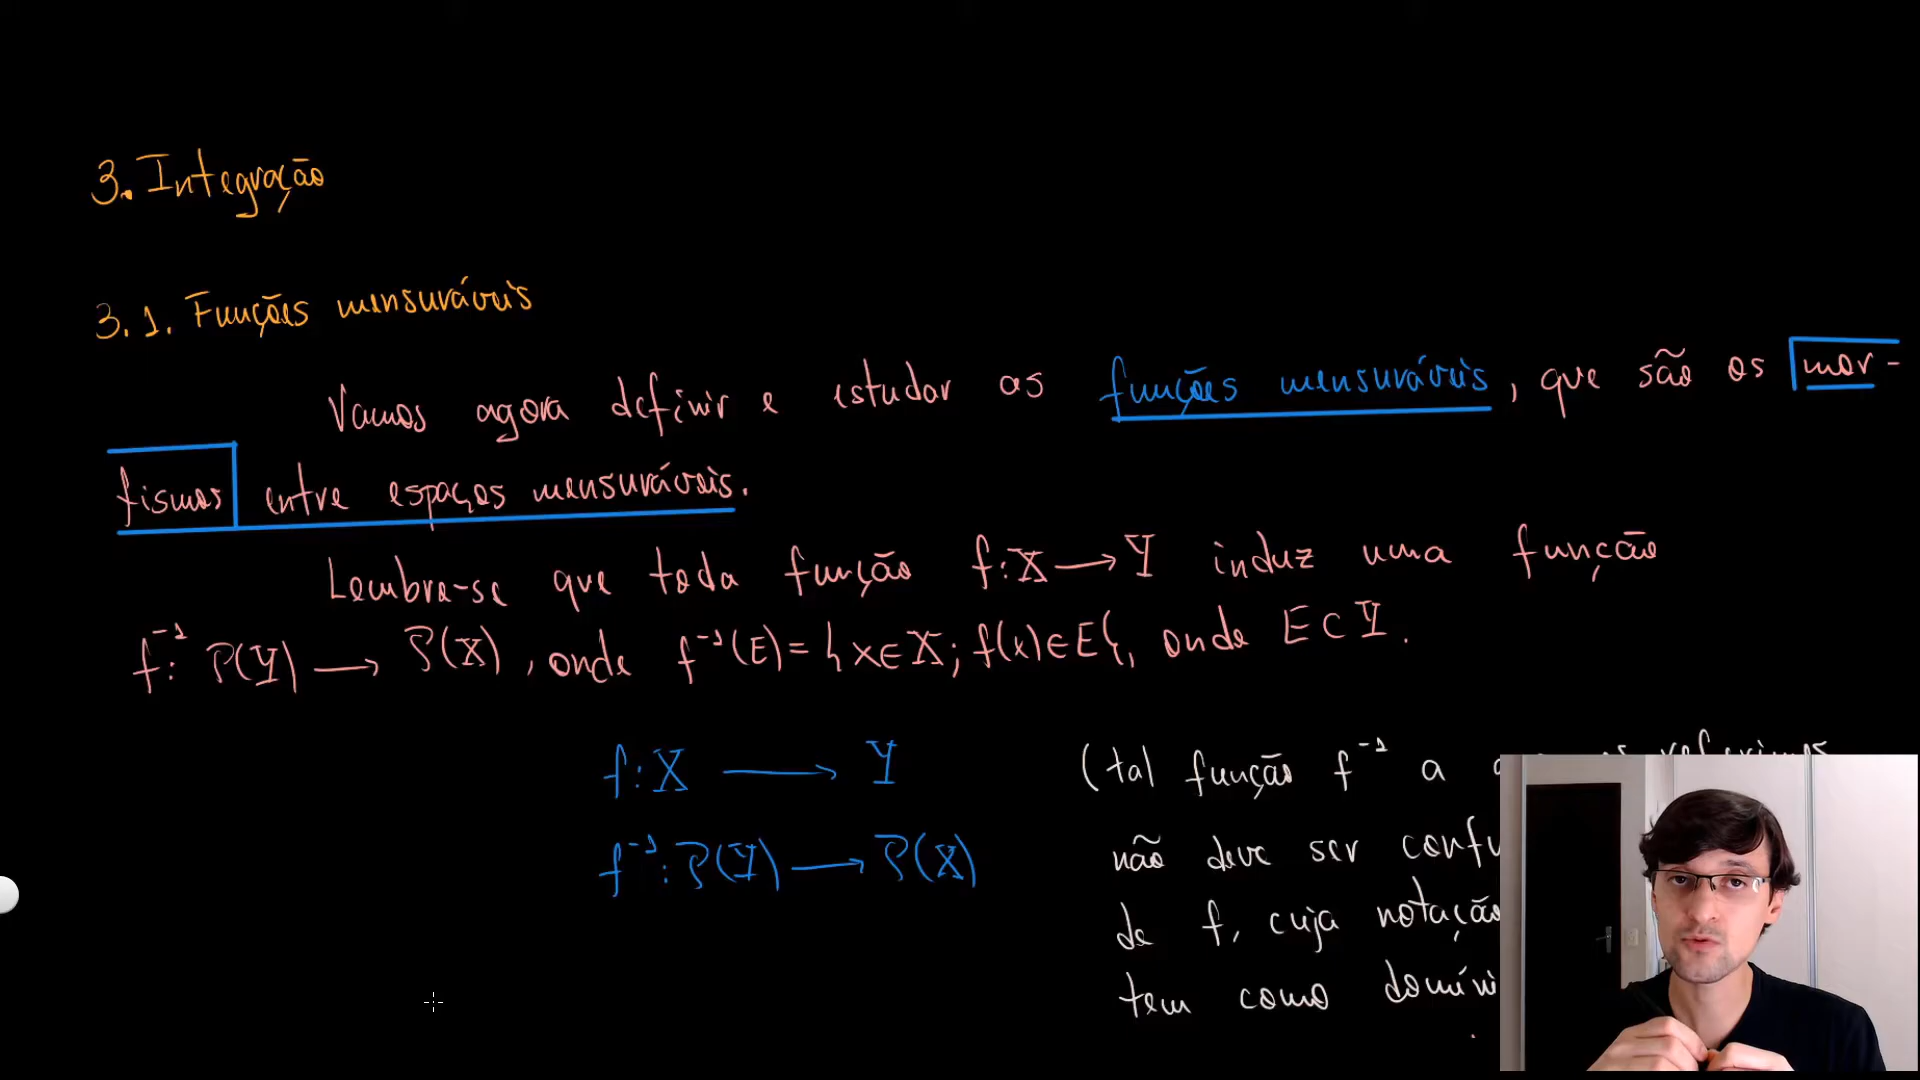 3. Integração
3.1. Funções mensuráveis
Vamos agora definir e estudar as funções mensuráveis, que são os mor-
fismos entre espaços mensuráveis.
Lembre-se que toda função f: X → Y induz uma função
f⁻¹: P(Y) → P(X), onde f⁻¹(E) = {x ∈ X; f(x) ∈ E}, onde E ⊂ Y.
f: X → Y
f⁻¹: P(Y) → P(X)
(tal função f⁻¹ a
não deve ser
de f, cuja notação
tem como